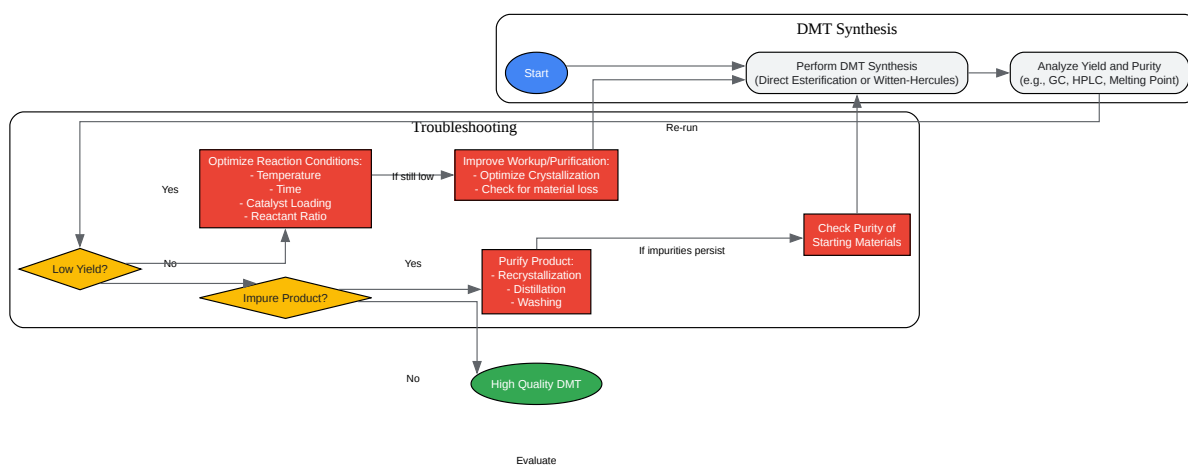 DMT Synthesis
Start
Perform DMT Synthesis
(Direct Esterification or Witten-Hercules)
Analyze Yield and Purity
(e.g., GC, HPLC, Melting Point)
Troubleshooting
Re-run
Optimize Reaction Conditions:
- Temperature
- Time
- Catalyst Loading
- Reactant Ratio
If still low
Improve Workup/Purification:
- Optimize Crystallization
- Check for material loss
Yes
Check Purity of
Starting Materials
If impurities persist
Low Yield?
No
Yes
Purify Product:
- Recrystallization
- Distillation
- Washing
Impure Product?
No
High Quality DMT
Evaluate